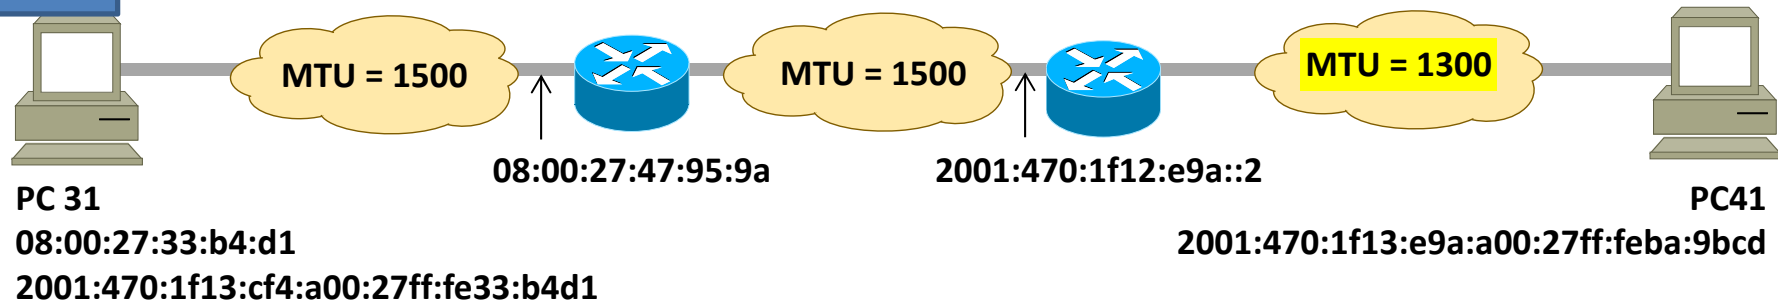 MTU = 1500
MTU = 1500
MTU = 1300
08:00:27:47:95:9a
2001:470:1f12:e9a::2
PC 31
PC41
08:00:27:33:b4:d1
2001:470:1f13:e9a:a00:27ff:feba:9bcd
2001:470:1f13:cf4:a00:27ff:fe33:b4d1